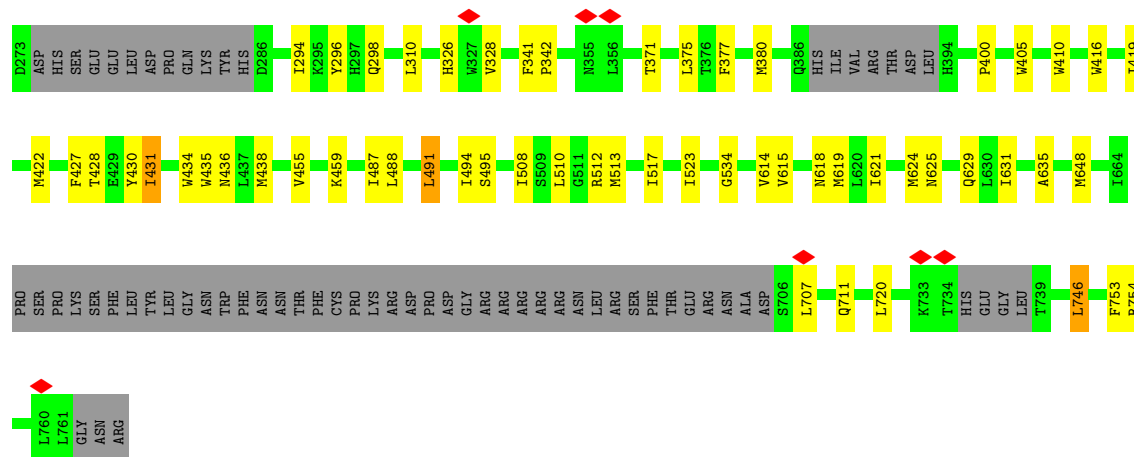 D273 ASP HIS SER GLU GLU LEU ASP PRO GLN LYS TYR HIS D286 I294 K295 Y296 H297 Q298 L310 H326 W327 V328 F341 P342 N355 L356 T371 L375 T376 F377 M380 Q386 HIS ILE VAL ARG THR ASP LEU H394 P400 W405 W410 W416 I419
M422 F427 T428 E429 Y430 I431 W434 W435 N436 L437 M438 V455 K459 I487 L488 L491 I494 S495 I508 S509 L510 G511 R512 M513 I517 I523 G534 V614 V615 N618 M619 L620 I621 M624 N625 Q629 L630 I631 A635 M648 I664
PRO SER PRO LYS SER PHE LEU TYR LEU GLY ASN TRP PHE ASN ASN THR PHE CYS PRO LYS ARG ASP PRO ASP GLY ARG ARG ARG ARG ARG ASN LEU ARG SER PHE THR GLU ARG ASN ALA ASP S706 L707 Q711 L720 K733 T734 HIS GLU GLY LEU T739 L746 F753
L760 L761 GLY ASN ARG